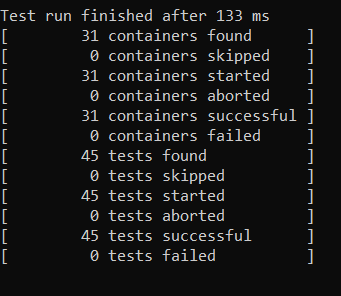 Test run finished after 133 ms
[        31 containers found      ]
[         0 containers skipped    ]
[        31 containers started    ]
[         0 containers aborted    ]
[        31 containers successful ]
[         0 containers failed     ]
[        45 tests found           ]
[         0 tests skipped         ]
[        45 tests started         ]
[         0 tests aborted         ]
[        45 tests successful      ]
[         0 tests failed          ]